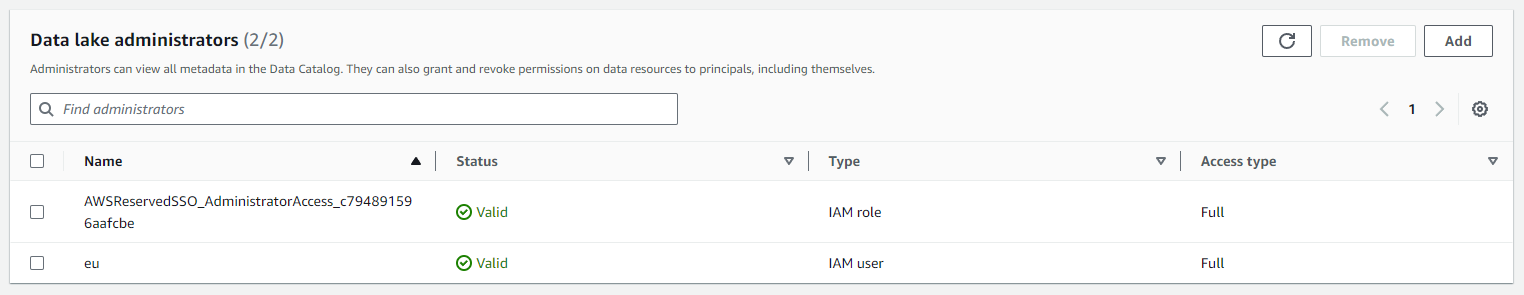 Data lake administrators (2/2)
Remove
Add
Administrators can view all metadata in the Data Catalog. They can also grant and revoke permissions on data resources to principals, including themselves.
Find administrators
1
Name
Status
Type
Access type
AWSReservedSSO_AdministratorAccess_c79489159
6aafcbe
Valid
IAM role
Full
eu
Valid
IAM user
Full